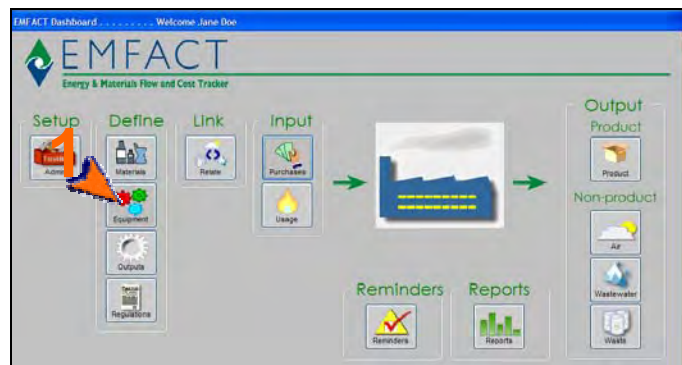 EMFACT Dashboard . . . . . . . . . Welcome Jane Doe
EMFACT
Energy & Materials Flow and Cost Tracker
Setup
Define
Link
Input
Output
Product
1
Materials
Relate
Purchases
Product
Equipment
Usage
Non-product
Air
Outputs
Wastewater
Regulations
Reminders
Reports
Reminders
Reports
Waste